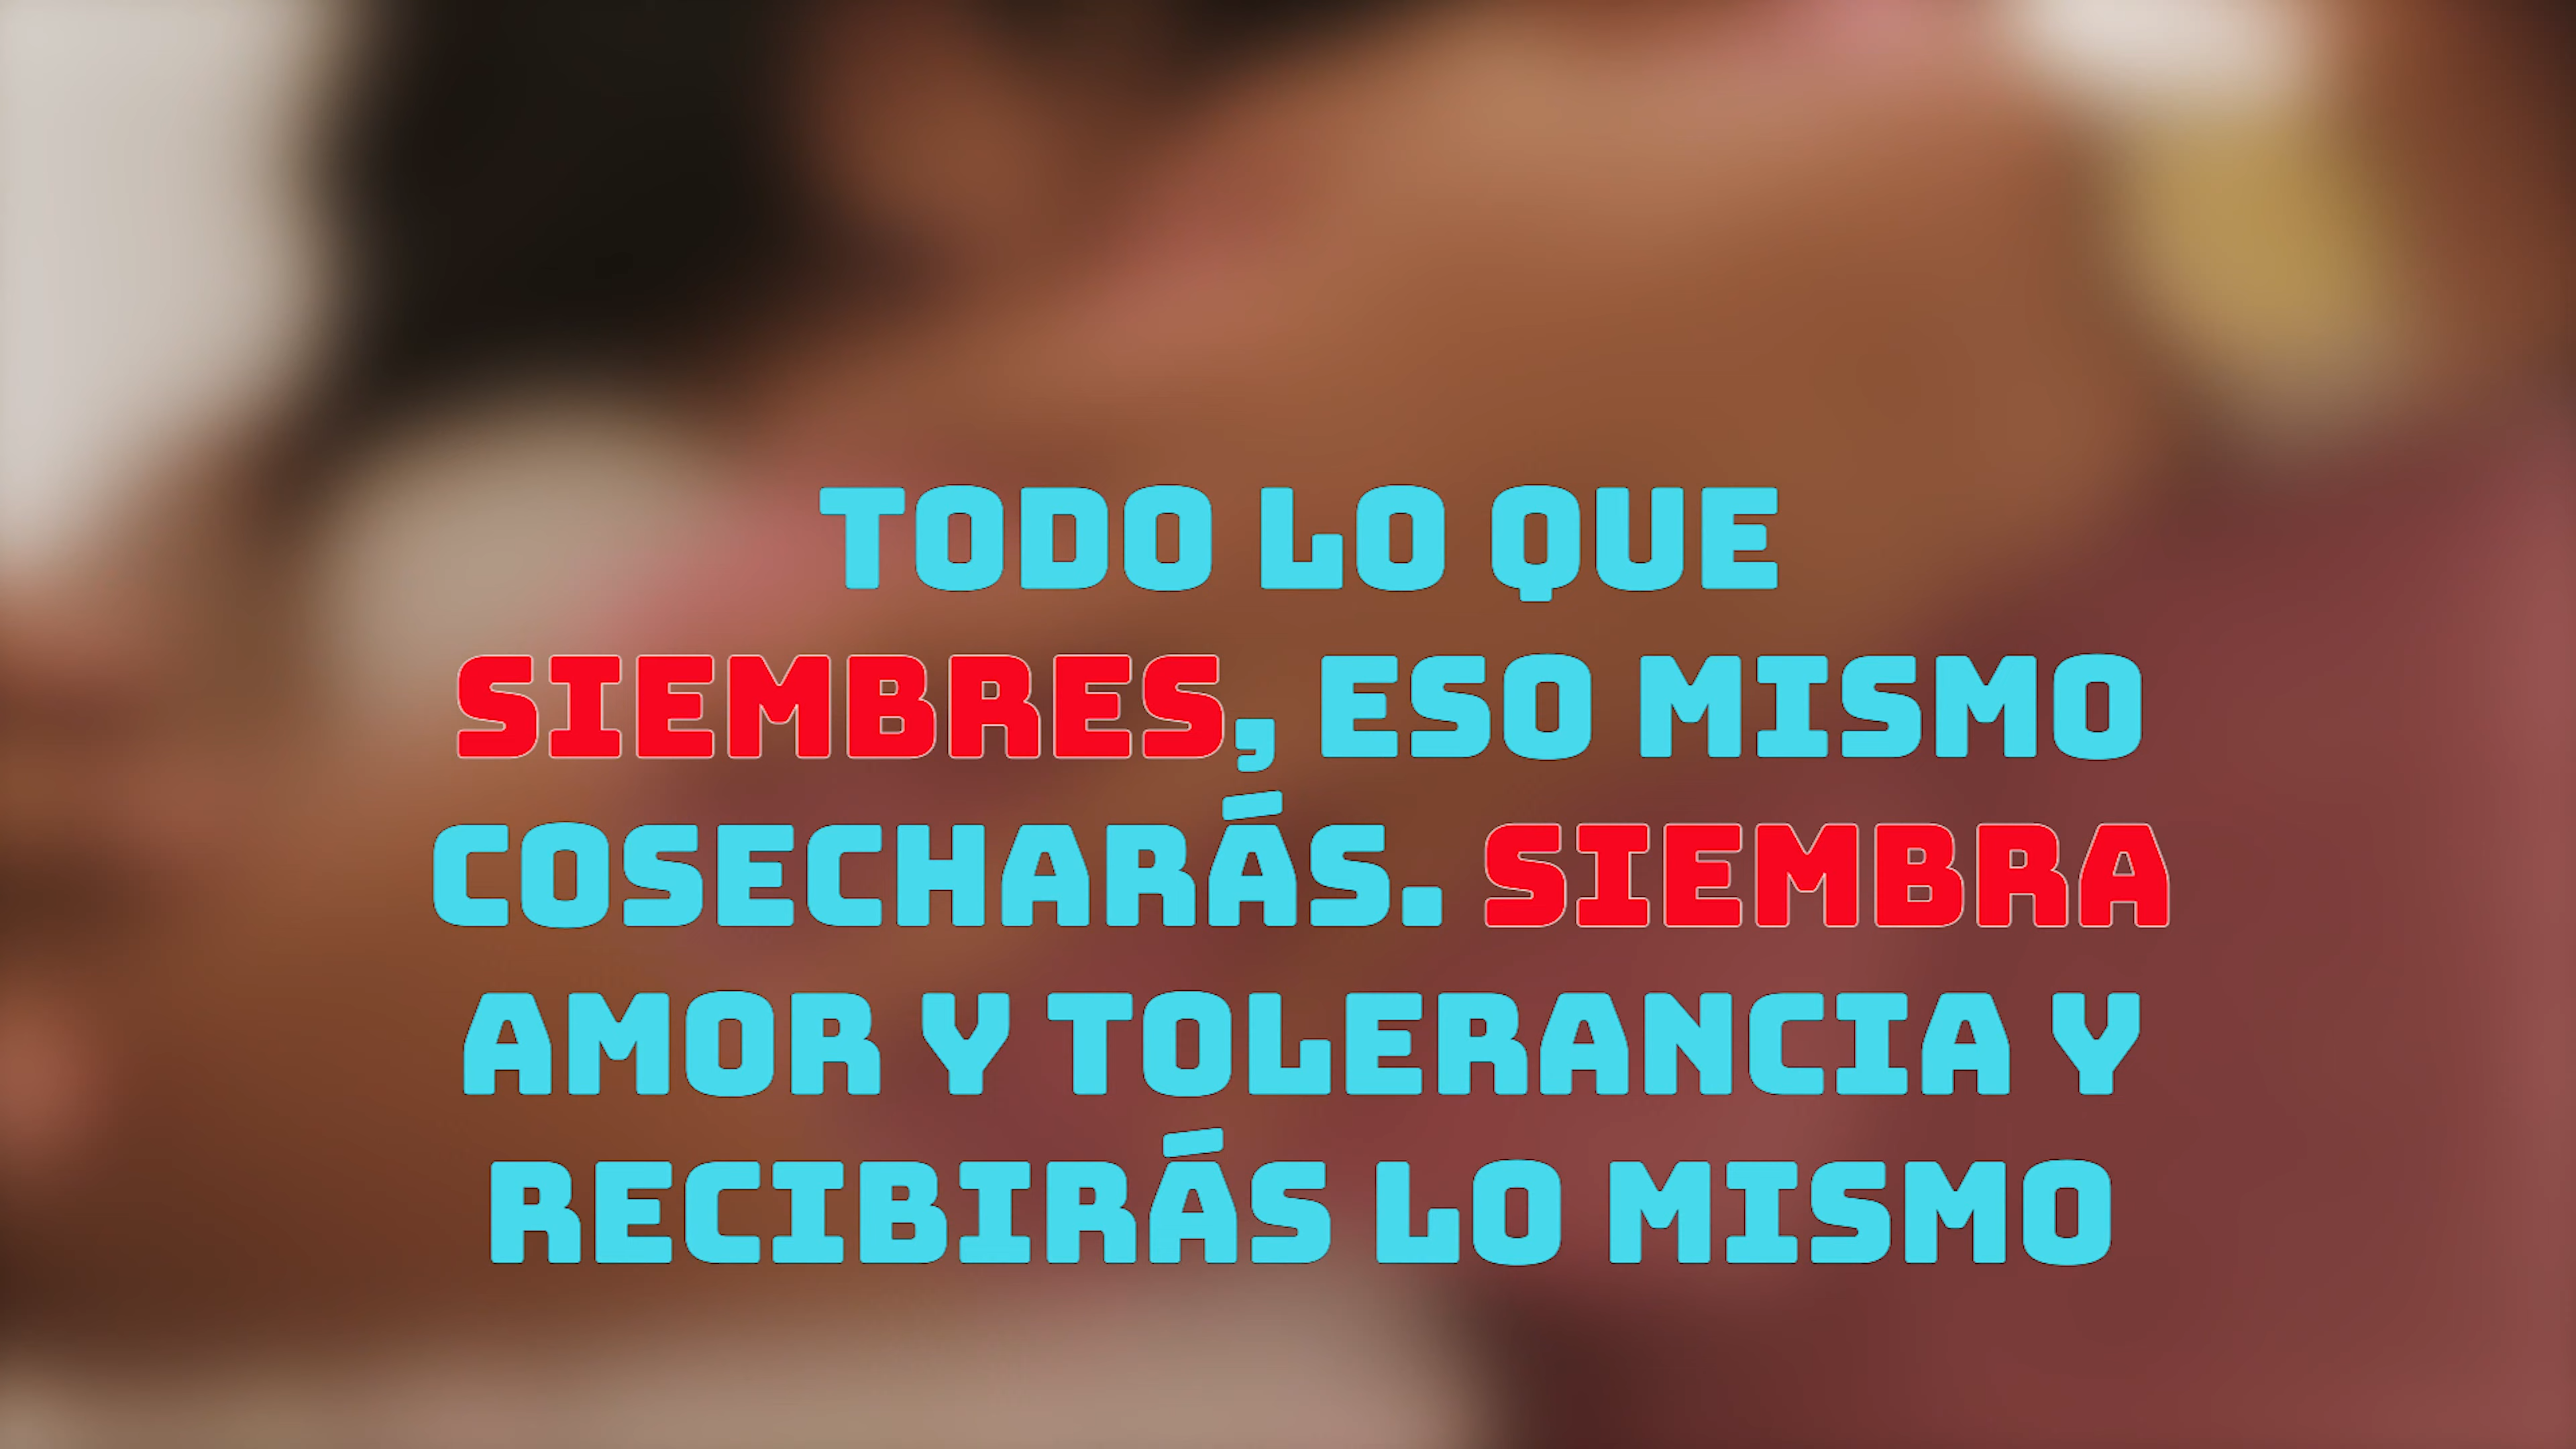 TODO LO QUE
SIEMBRES, ESO MISMO
COSECHARÁS. SIEMBRA
AMOR Y TOLERANCIA Y
RECIBIRÁS LO MISMO